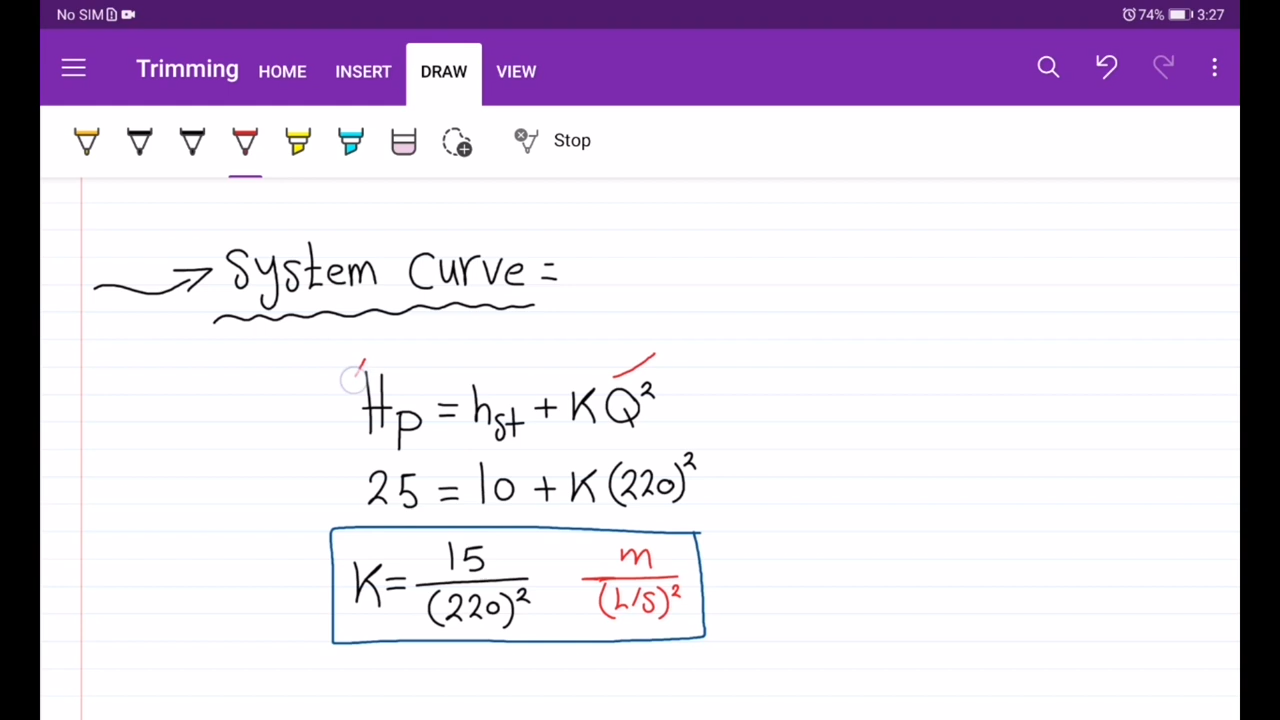 No SIM 74% 3:27
Trimming HOME INSERT DRAW VIEW
Stop
System Curve =
Hp = hst + KQ²
25 = 10 + K(220)²
K = 15/(220)² m/(L/S)²